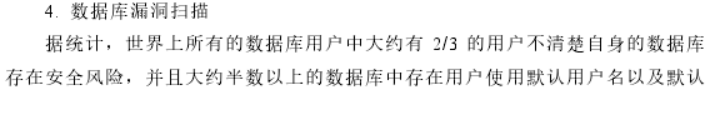 4. 数据库漏洞扫描
据统计，世界上所有的数据库用户中大约有 2/3 的用户不清楚自身的数据库
存在安全风险，并且大约半数以上的数据库中存在用户使用默认用户名以及默认